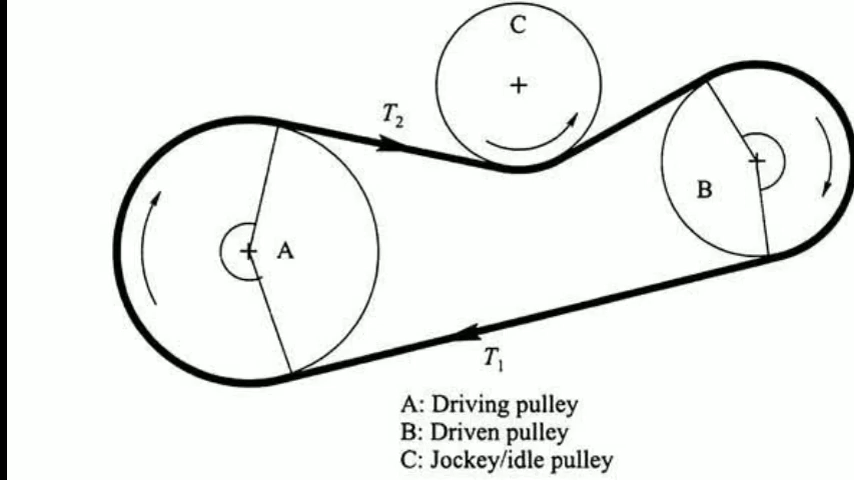 C
T₂
B
A
T₁
A: Driving pulley
B: Driven pulley
C: Jockey/idle pulley